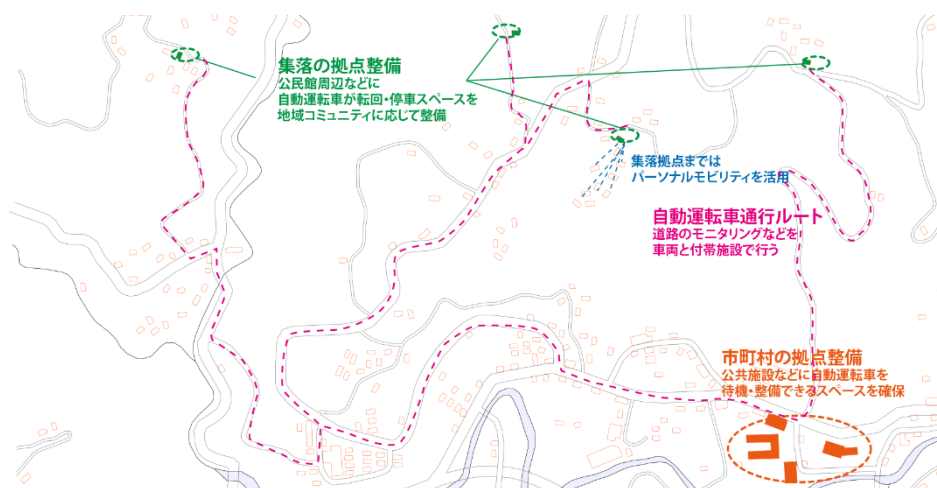 集落の拠点整備
公民館周辺などに
自動運転車が転回・停車スペースを
地域コミュニティに応じて整備
集落拠点までは
パーソナルモビリティを活用
自動運転車通行ルート
道路のモニタリングなどを
車両と付帯施設で行う
市町村の拠点整備
公共施設などに自動運転車を
待機・整備できるスペースを確保